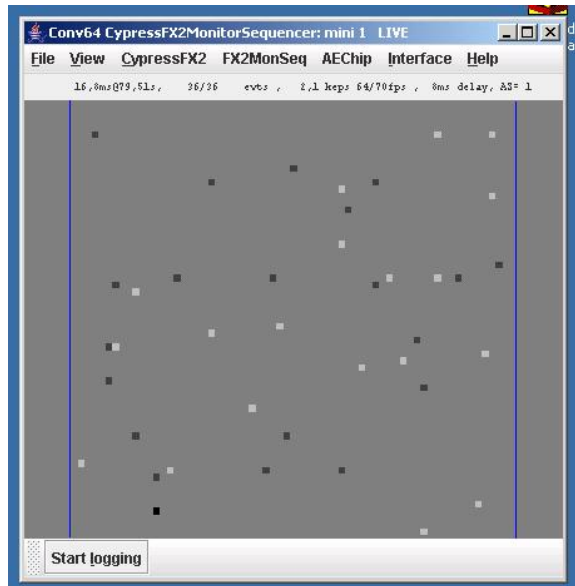 Conv64 CypressFX2MonitorSequencer: mini 1 LIVE
File View CypressFX2 FX2MonSeq AEChip Interface Help
16,8ms@79,51s, 36/36 evts , 2,1 keps 64/70fps , 8ms delay, AS= 1
Start logging